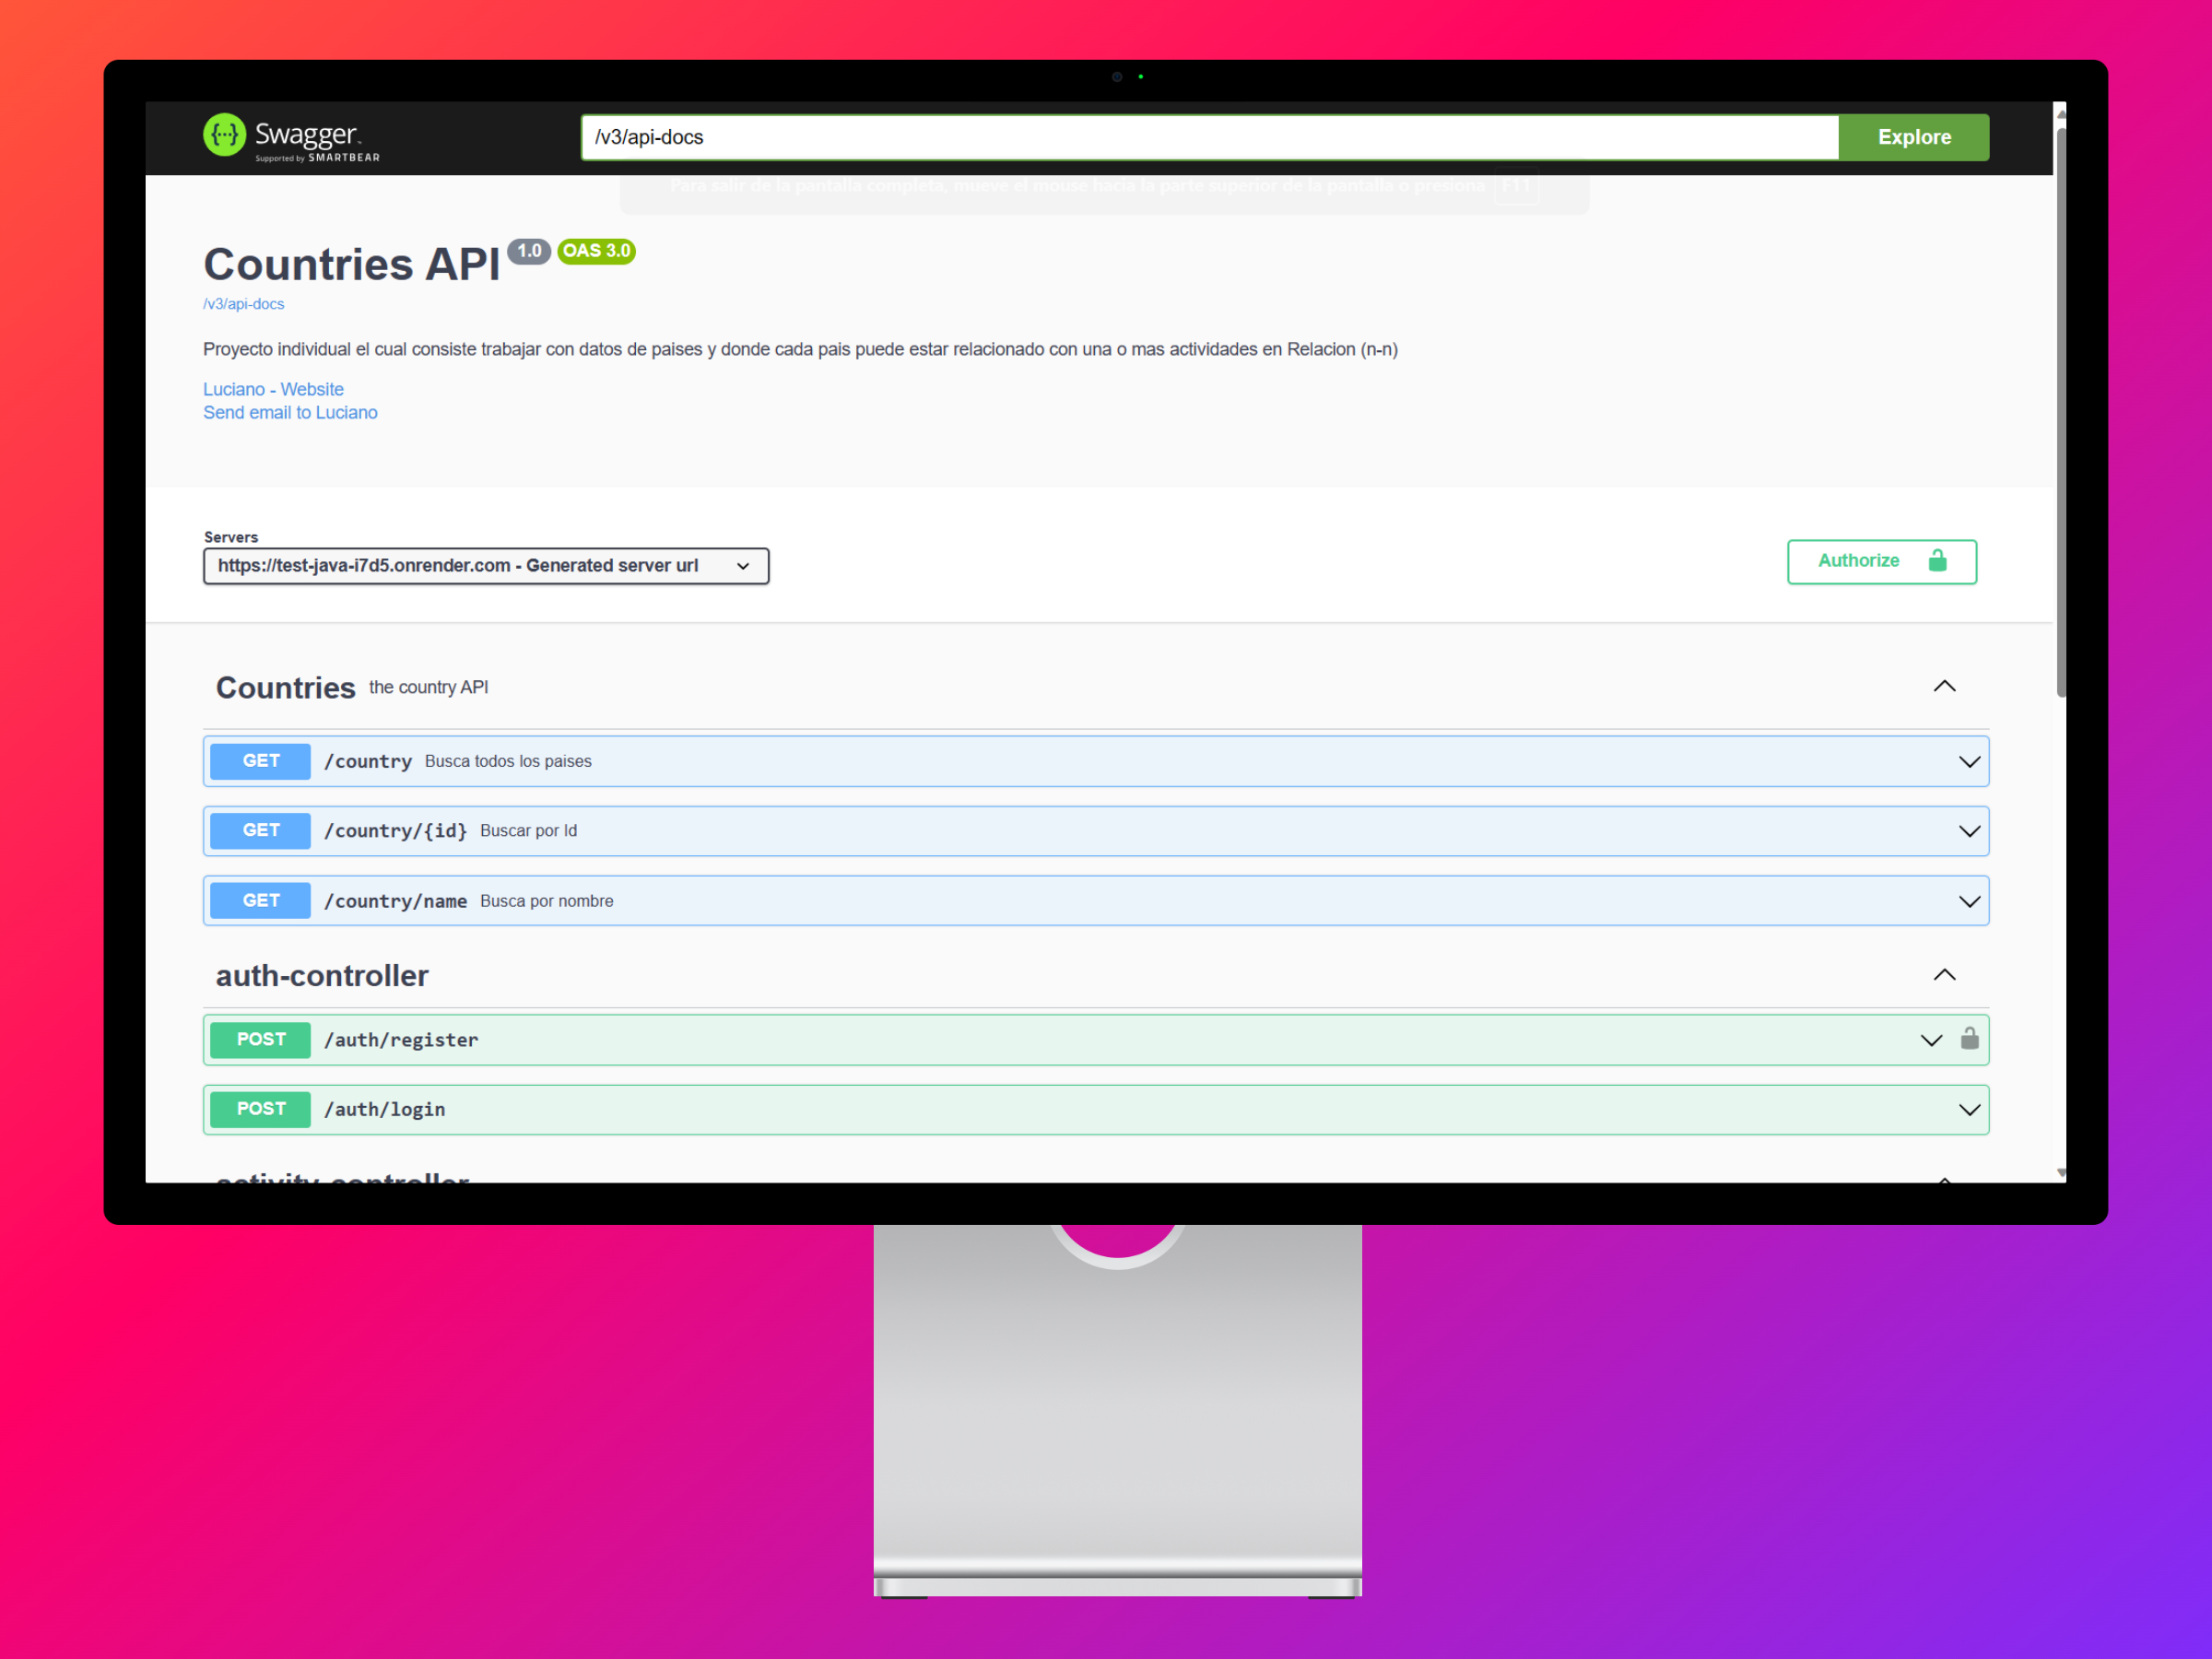 Swagger
Supported by SMARTBEAR
/v3/api-docs
Explore
Para salir de la pantalla completa, mueve el mouse hacia la parte superior de la pantalla o presiona F11
Countries API 1.0 OAS 3.0
/v3/api-docs
Proyecto individual el cual consiste trabajar con datos de paises y donde cada pais puede estar relacionado con una o mas actividades en Relacion (n-n)
Luciano - Website
Send email to Luciano
Servers
https://test-java-i7d5.onrender.com - Generated server url
Authorize
Countries the country API
GET /country Busca todos los paises
GET /country/{id} Buscar por Id
GET /country/name Busca por nombre
auth-controller
POST /auth/register
POST /auth/login
activity-controller